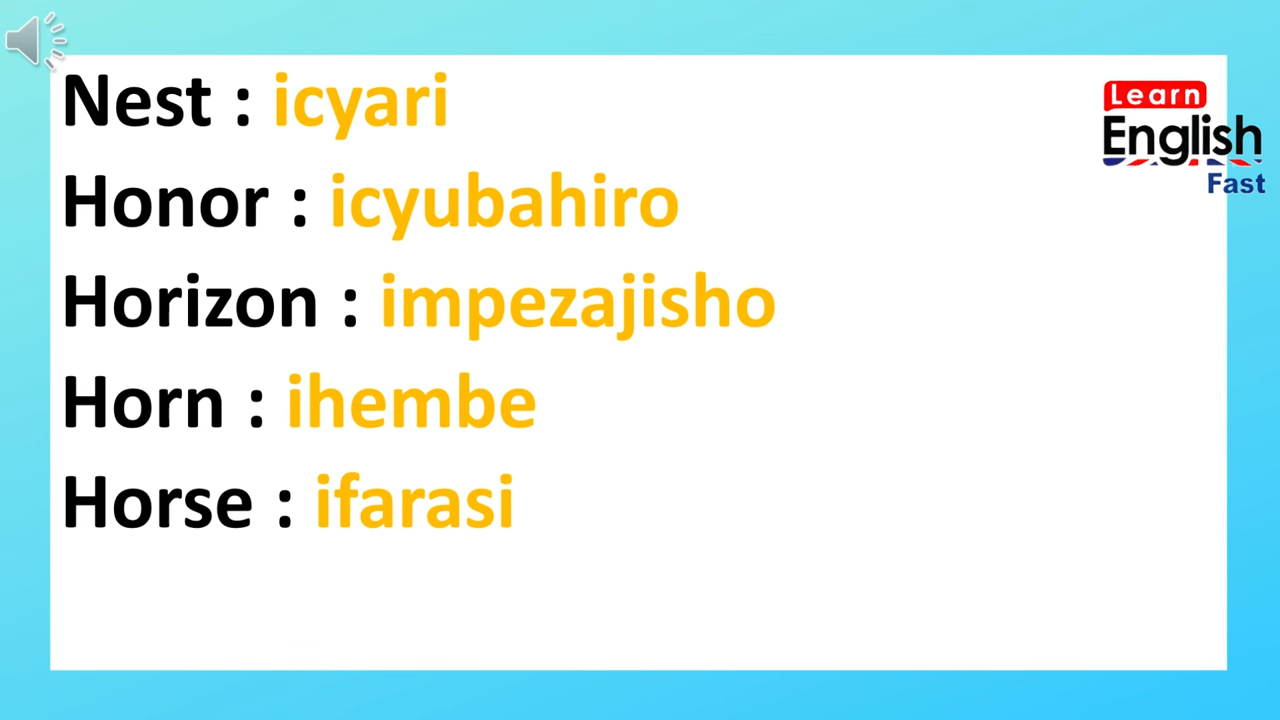 Nest : icyari
Honor : icyubahiro
Horizon : impezajisho
Horn : ihembe
Horse : ifarasi
Learn
English
Fast